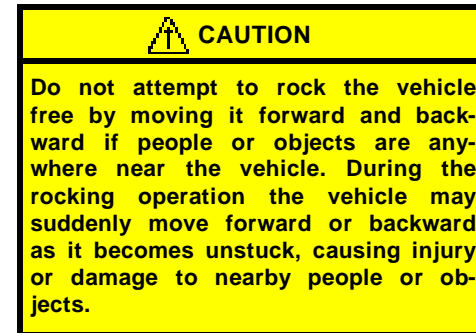 CAUTION
Do not attempt to rock the vehicle
free by moving it forward and back-
ward if people or objects are any-
where near the vehicle. During the
rocking operation the vehicle may
suddenly move forward or backward
as it becomes unstuck, causing injury
or damage to nearby people or ob-
jects.